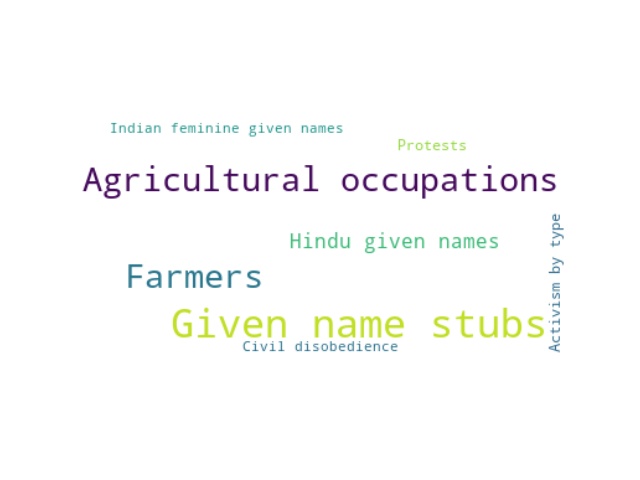 Indian feminine given names
Protests
Agricultural occupations
Hindu given names
Activism by type
Farmers
Given name stubs
Civil disobedience